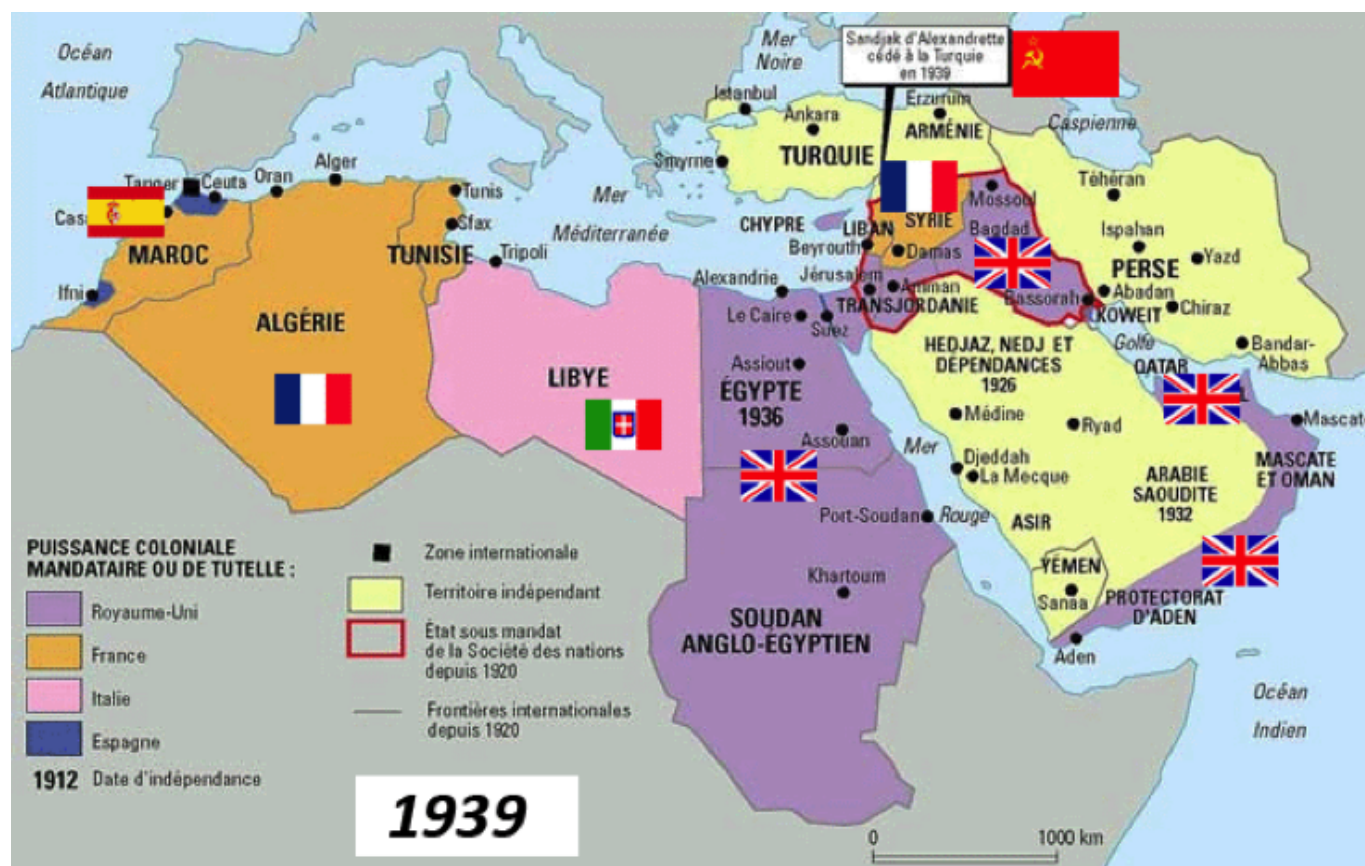 Océan
Atlantique
Mer
Noire
Sandjak d'Alexandrette
cédé à la Turquie
en 1939
Caspienne
Istanbul
Ankara
Erzurum
ARMÉNIE
TURQUIE
Smyrne
Téhéran
Mossoul
Alger
Oran
Ceuta
Tanger
Tunis
Sfax
Mer
Méditerranée
CHYPRE
SYRIE
LIBAN
Beyrouth
Damas
Bagdad
Ispahan
Yazd
PERSE
Abadan
Chiraz
Bandar-
Abbas
MAROC
TUNISIE
Tripoli
Ifni
Alexandrie
Jérusalem
Amman
TRANSJORDANIE
Bassorah
KOWEIT
Golfe
Le Caire
Suez
ALGÉRIE
LIBYE
Assiout
ÉGYPTE
1936
Assouan
HEDJAZ, NEDJ ET
DÉPENDANCES
1926
QATAR
Mascate
MASCATE
ET OMAN
Médine
Ryad
Mer
Rouge
Djeddah
La Mecque
ARABIE
SAOUDITE
1932
ASIR
Port-Soudan
Khartoum
SOUDAN
ANGLO-ÉGYPTIEN
YÉMEN
Sanaa
PROTECTORAT
D'ADEN
Aden
Océan
Indien
PUISSANCE COLONIALE
MANDATAIRE OU DE TUTELLE :
Royaume-Uni
France
Italie
Espagne
1912 Date d'indépendance
Zone internationale
Territoire indépendant
État sous mandat
de la Société des nations
depuis 1920
Frontières internationales
depuis 1920
1939
0 1000 km